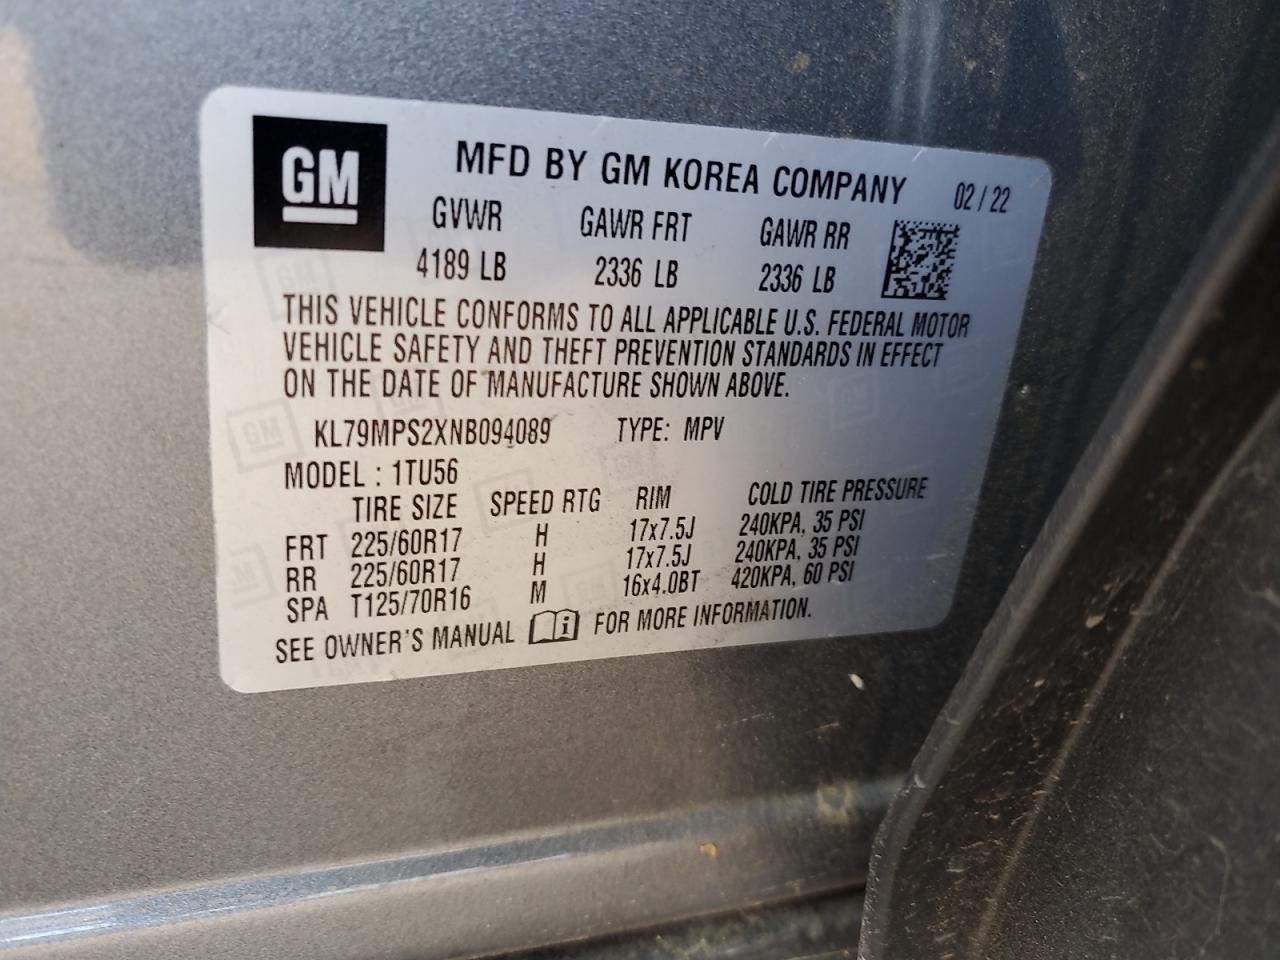 GM
MFD BY GM KOREA COMPANY 02 / 22
GVWR GAWR FRT GAWR RR
4189 LB 2336 LB 2336 LB
THIS VEHICLE CONFORMS TO ALL APPLICABLE U.S. FEDERAL MOTOR
VEHICLE SAFETY AND THEFT PREVENTION STANDARDS IN EFFECT
ON THE DATE OF MANUFACTURE SHOWN ABOVE.
KL79MPS2XNB094089 TYPE: MPV
MODEL : 1TU56
TIRE SIZE SPEED RTG RIM COLD TIRE PRESSURE
FRT 225/60R17 H 17x7.5J 240KPA, 35 PSI
RR 225/60R17 H 17x7.5J 240KPA, 35 PSI
SPA T125/70R16 M 16x4.0BT 420KPA, 60 PSI
SEE OWNER'S MANUAL i FOR MORE INFORMATION.